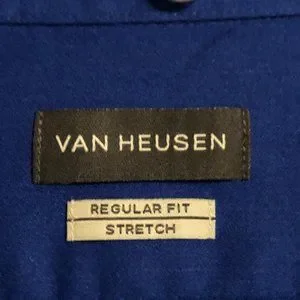 VAN HEUSEN
REGULAR FIT
STRETCH